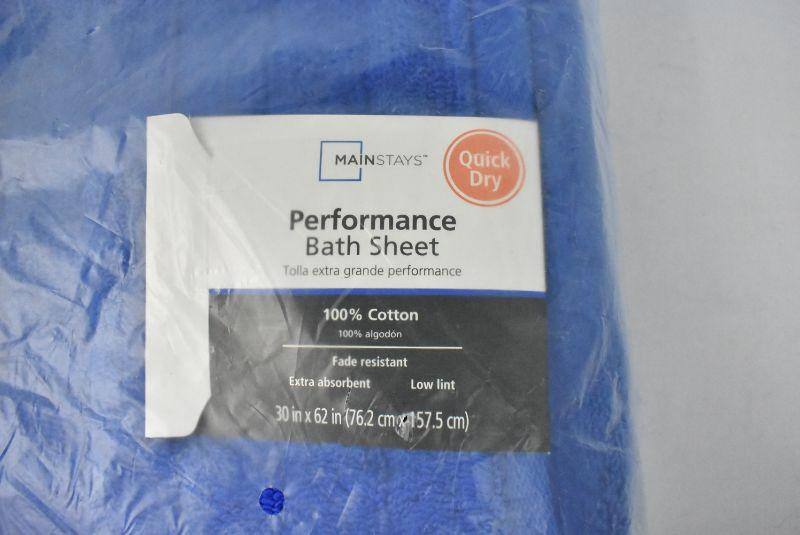 MAINSTAYS™
Quick
Dry
Performance
Bath Sheet
Tolla extra grande performance
100% Cotton
100% algodón
Fade resistant
Extra absorbent Low lint
30 in x 62 in (76.2 cm x 157.5 cm)